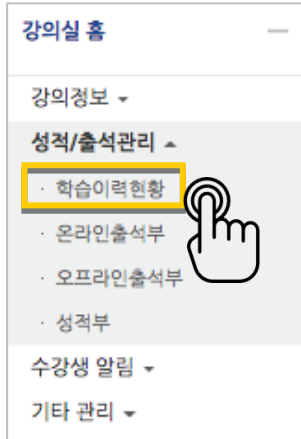 강의실 홈
강의정보
성적/출석관리
· 학습이력현황
· 온라인출석부
· 오프라인출석부
· 성적부
수강생 알림
기타 관리